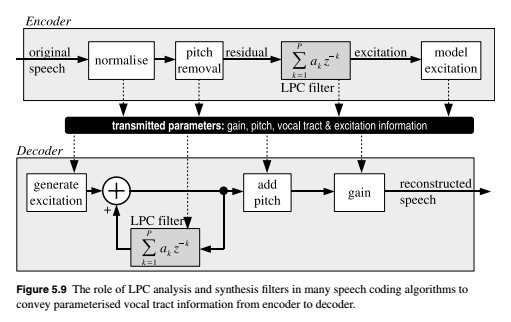 Encoder
original speech
normalise
pitch removal
residual
P
∑ a_k z^{-k}
k=1
LPC filter
excitation
model excitation
transmitted parameters: gain, pitch, vocal tract & excitation information
Decoder
generate excitation
+
+
LPC filter
P
∑ a_k z^{-k}
k=1
add pitch
gain
reconstructed speech
Figure 5.9 The role of LPC analysis and synthesis filters in many speech coding algorithms to
convey parameterised vocal tract information from encoder to decoder.